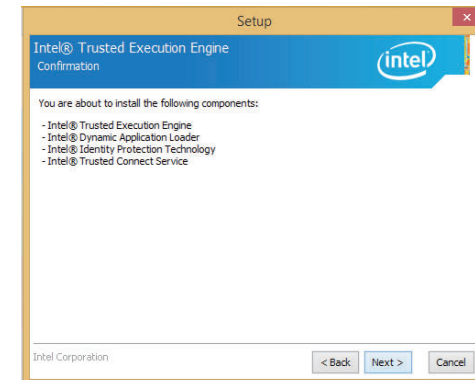 Setup
×
Intel® Trusted Execution Engine
Confirmation
intel
You are about to install the following components:
- Intel® Trusted Execution Engine
- Intel® Dynamic Application Loader
- Intel® Identity Protection Technology
- Intel® Trusted Connect Service
Intel Corporation
< Back
Next >
Cancel